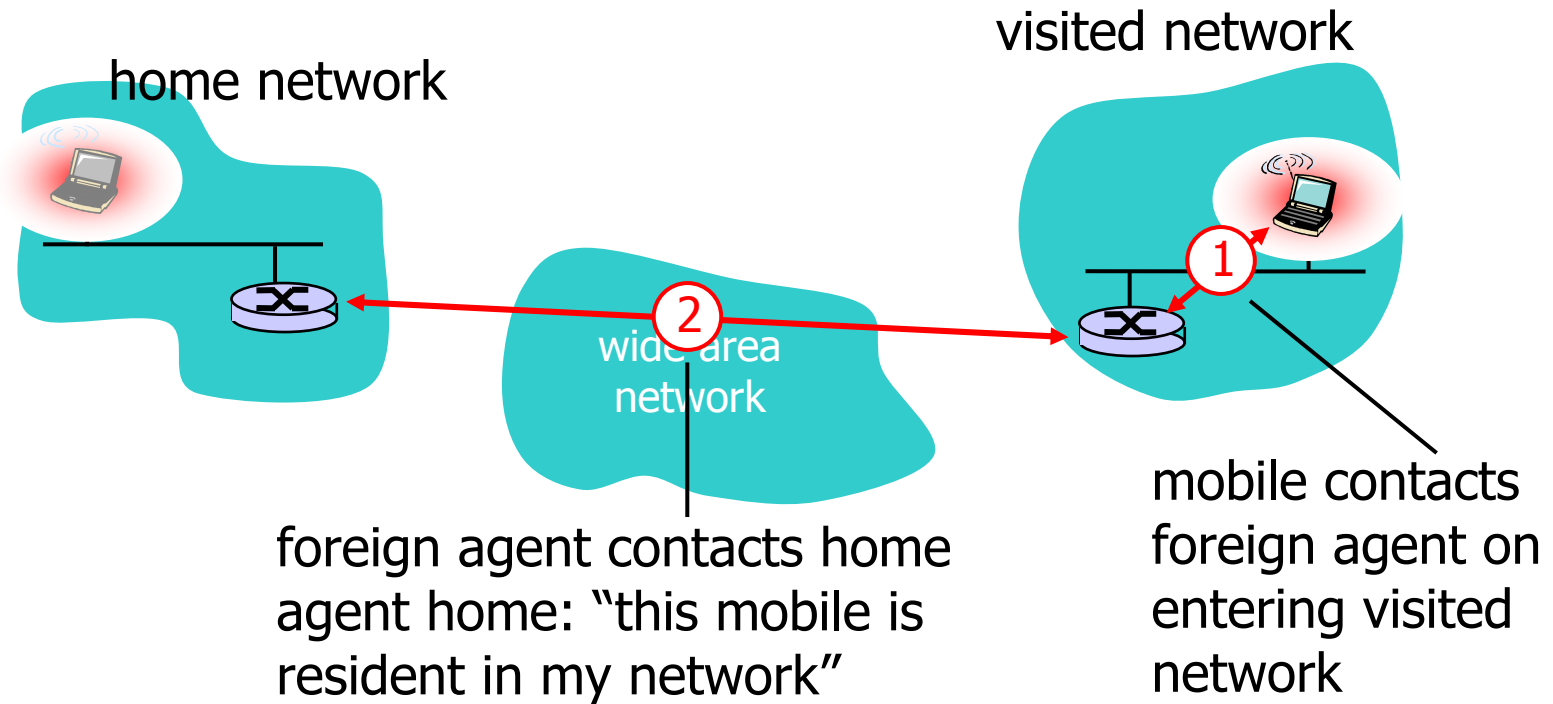 visited network
home network
1
2
wide area
network
mobile contacts
foreign agent on
entering visited
network
foreign agent contacts home
agent home: “this mobile is
resident in my network”